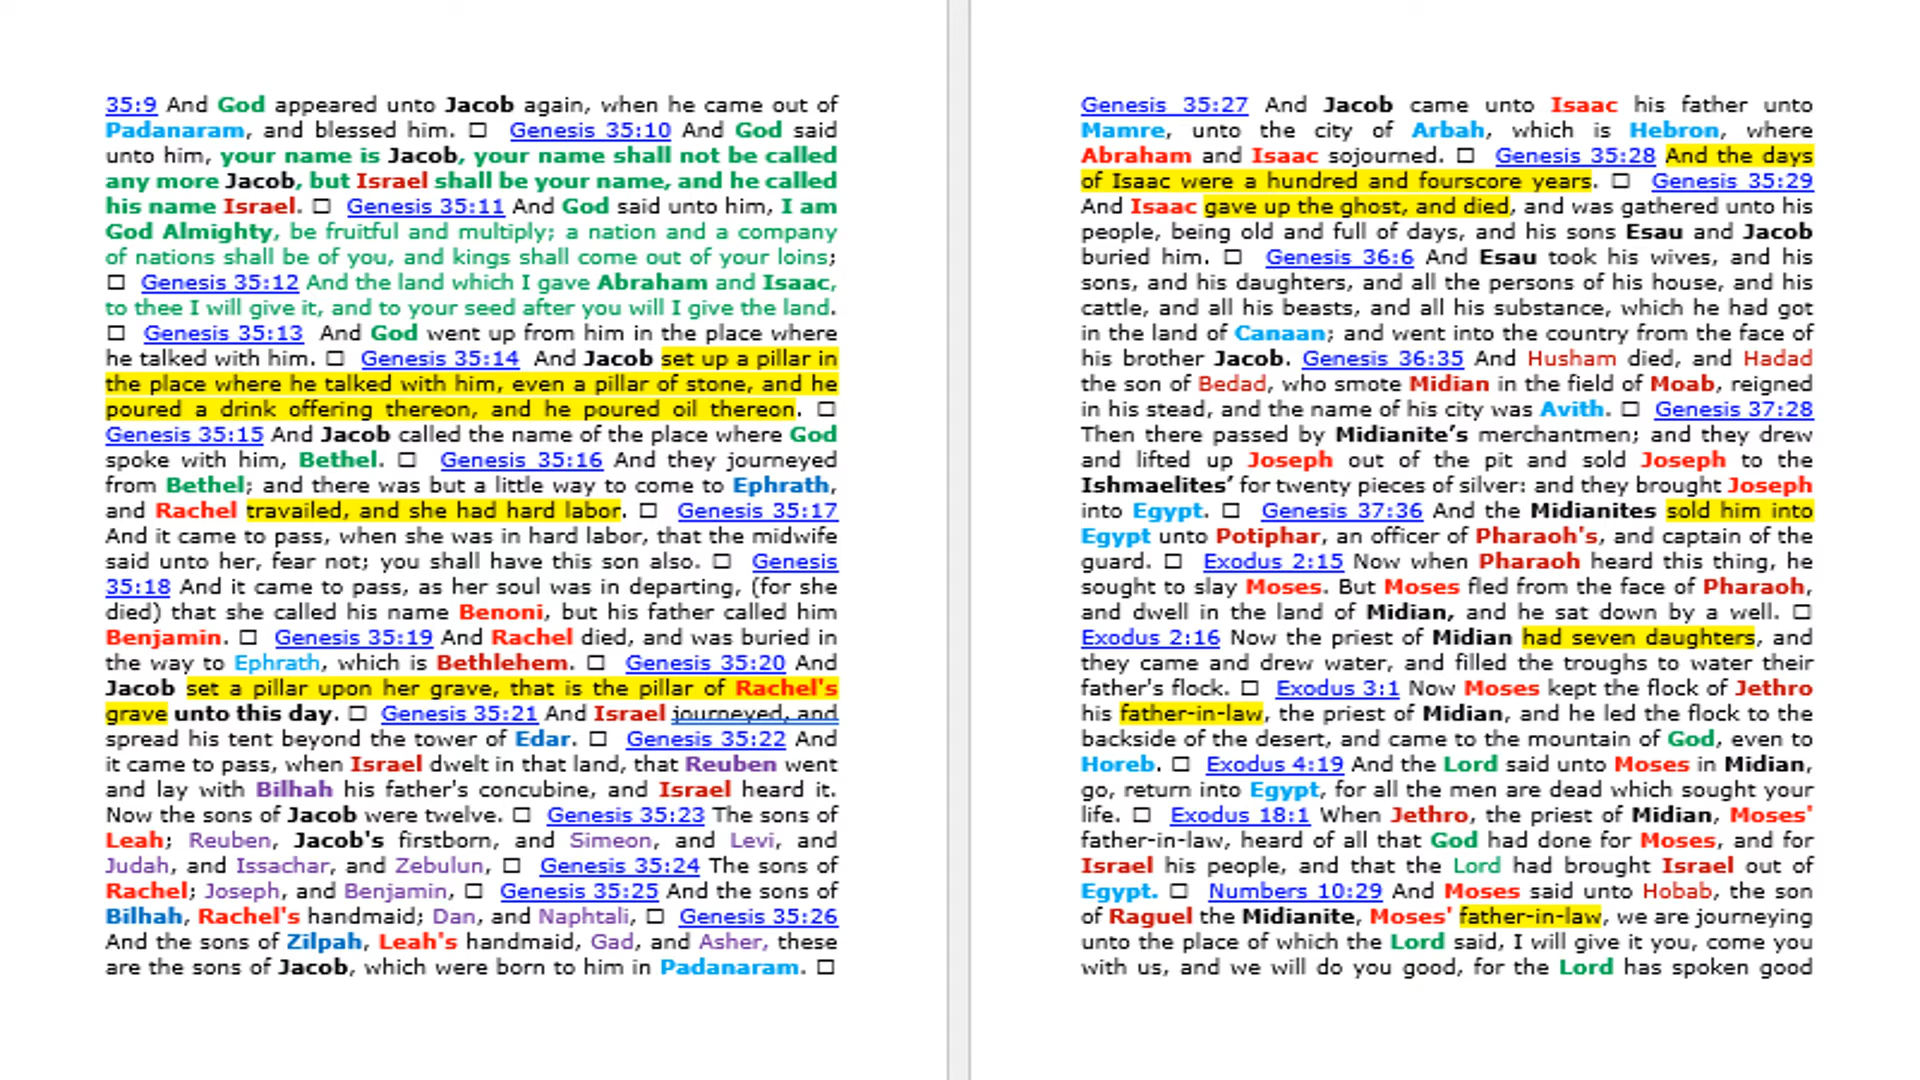 35:9 And God appeared unto Jacob again, when he came out of
Padanaram, and blessed him. □ Genesis 35:10 And God said
unto him, your name is Jacob, your name shall not be called
any more Jacob, but Israel shall be your name, and he called
his name Israel. □ Genesis 35:11 And God said unto him, I am
God Almighty, be fruitful and multiply; a nation and a company
of nations shall be of you, and kings shall come out of your loins;
□ Genesis 35:12 And the land which I gave Abraham and Isaac,
to thee I will give it, and to your seed after you will I give the land.
□ Genesis 35:13 And God went up from him in the place where
he talked with him. □ Genesis 35:14 And Jacob set up a pillar in
the place where he talked with him, even a pillar of stone, and he
poured a drink offering thereon, and he poured oil thereon. □
Genesis 35:15 And Jacob called the name of the place where God
spoke with him, Bethel. □ Genesis 35:16 And they journeyed
from Bethel; and there was but a little way to come to Ephrath,
and Rachel travailed, and she had hard labor. □ Genesis 35:17
And it came to pass, when she was in hard labor, that the midwife
said unto her, fear not; you shall have this son also. □ Genesis
35:18 And it came to pass, as her soul was in departing, (for she
died) that she called his name Benoni, but his father called him
Benjamin. □ Genesis 35:19 And Rachel died, and was buried in
the way to Ephrath, which is Bethlehem. □ Genesis 35:20 And
Jacob set a pillar upon her grave, that is the pillar of Rachel's
grave unto this day. □ Genesis 35:21 And Israel journeyed, and
spread his tent beyond the tower of Edar. □ Genesis 35:22 And
it came to pass, when Israel dwelt in that land, that Reuben went
and lay with Bilhah his father's concubine, and Israel heard it.
Now the sons of Jacob were twelve. □ Genesis 35:23 The sons of
Leah; Reuben, Jacob's firstborn, and Simeon, and Levi, and
Judah, and Issachar, and Zebulun, □ Genesis 35:24 The sons of
Rachel; Joseph, and Benjamin, □ Genesis 35:25 And the sons of
Bilhah, Rachel's handmaid; Dan, and Naphtali, □ Genesis 35:26
And the sons of Zilpah, Leah's handmaid, Gad, and Asher, these
are the sons of Jacob, which were born to him in Padanaram. □
Genesis 35:27 And Jacob came unto Isaac his father unto
Mamre, unto the city of Arbah, which is Hebron, where
Abraham and Isaac sojourned. □ Genesis 35:28 And the days
of Isaac were a hundred and fourscore years. □ Genesis 35:29
And Isaac gave up the ghost, and died, and was gathered unto his
people, being old and full of days, and his sons Esau and Jacob
buried him. □ Genesis 36:6 And Esau took his wives, and his
sons, and his daughters, and all the persons of his house, and his
cattle, and all his beasts, and all his substance, which he had got
in the land of Canaan; and went into the country from the face of
his brother Jacob. Genesis 36:35 And Husham died, and Hadad
the son of Bedad, who smote Midian in the field of Moab, reigned
in his stead, and the name of his city was Avith. □ Genesis 37:28
Then there passed by Midianite’s merchantmen; and they drew
and lifted up Joseph out of the pit and sold Joseph to the
Ishmaelites’ for twenty pieces of silver: and they brought Joseph
into Egypt. □ Genesis 37:36 And the Midianites sold him into
Egypt unto Potiphar, an officer of Pharaoh's, and captain of the
guard. □ Exodus 2:15 Now when Pharaoh heard this thing, he
sought to slay Moses. But Moses fled from the face of Pharaoh,
and dwell in the land of Midian, and he sat down by a well. □
Exodus 2:16 Now the priest of Midian had seven daughters, and
they came and drew water, and filled the troughs to water their
father's flock. □ Exodus 3:1 Now Moses kept the flock of Jethro
his father-in-law, the priest of Midian, and he led the flock to the
backside of the desert, and came to the mountain of God, even to
Horeb. □ Exodus 4:19 And the Lord said unto Moses in Midian,
go, return into Egypt, for all the men are dead which sought your
life. □ Exodus 18:1 When Jethro, the priest of Midian, Moses'
father-in-law, heard of all that God had done for Moses, and for
Israel his people, and that the Lord had brought Israel out of
Egypt. □ Numbers 10:29 And Moses said unto Hobab, the son
of Raguel the Midianite, Moses' father-in-law, we are journeying
unto the place of which the Lord said, I will give it you, come you
with us, and we will do you good, for the Lord has spoken good